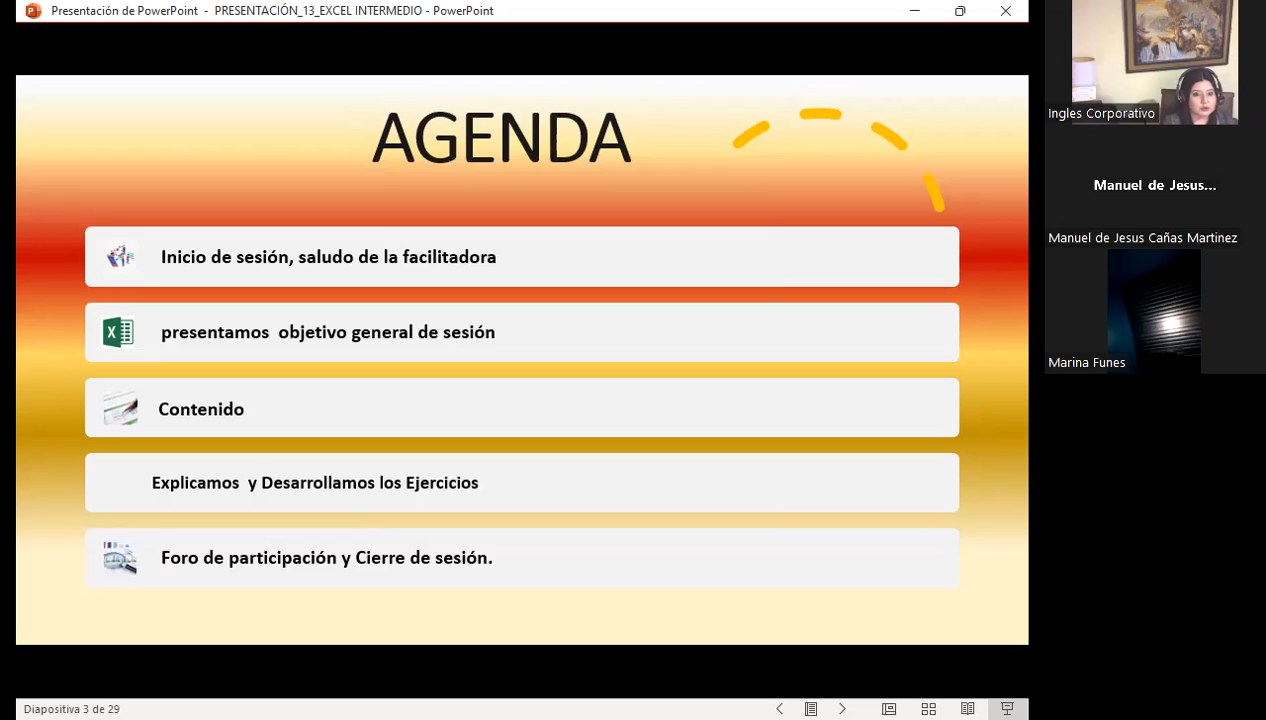 Presentación de PowerPoint - PRESENTACIÓN_13_EXCEL INTERMEDIO - PowerPoint
AGENDA
Inicio de sesión, saludo de la facilitadora
presentamos objetivo general de sesión
Contenido
Explicamos y Desarrollamos los Ejercicios
Foro de participación y Cierre de sesión.
Diapositiva 3 de 29
Ingles Corporativo
Manuel de Jesus...
Manuel de Jesus Cañas Martinez
Marina Funes